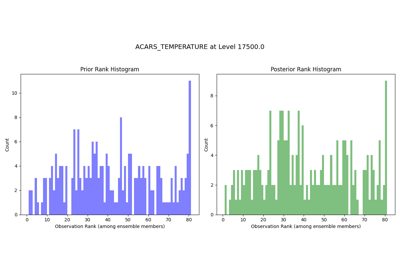 ACARS_TEMPERATURE at Level 17500.0
Prior Rank Histogram
Posterior Rank Histogram
Count
10
8
6
4
2
0
0 10 20 30 40 50 60 70 80
Observation Rank (among ensemble members)
Count
8
6
4
2
0
0 10 20 30 40 50 60 70 80
Observation Rank (among ensemble members)